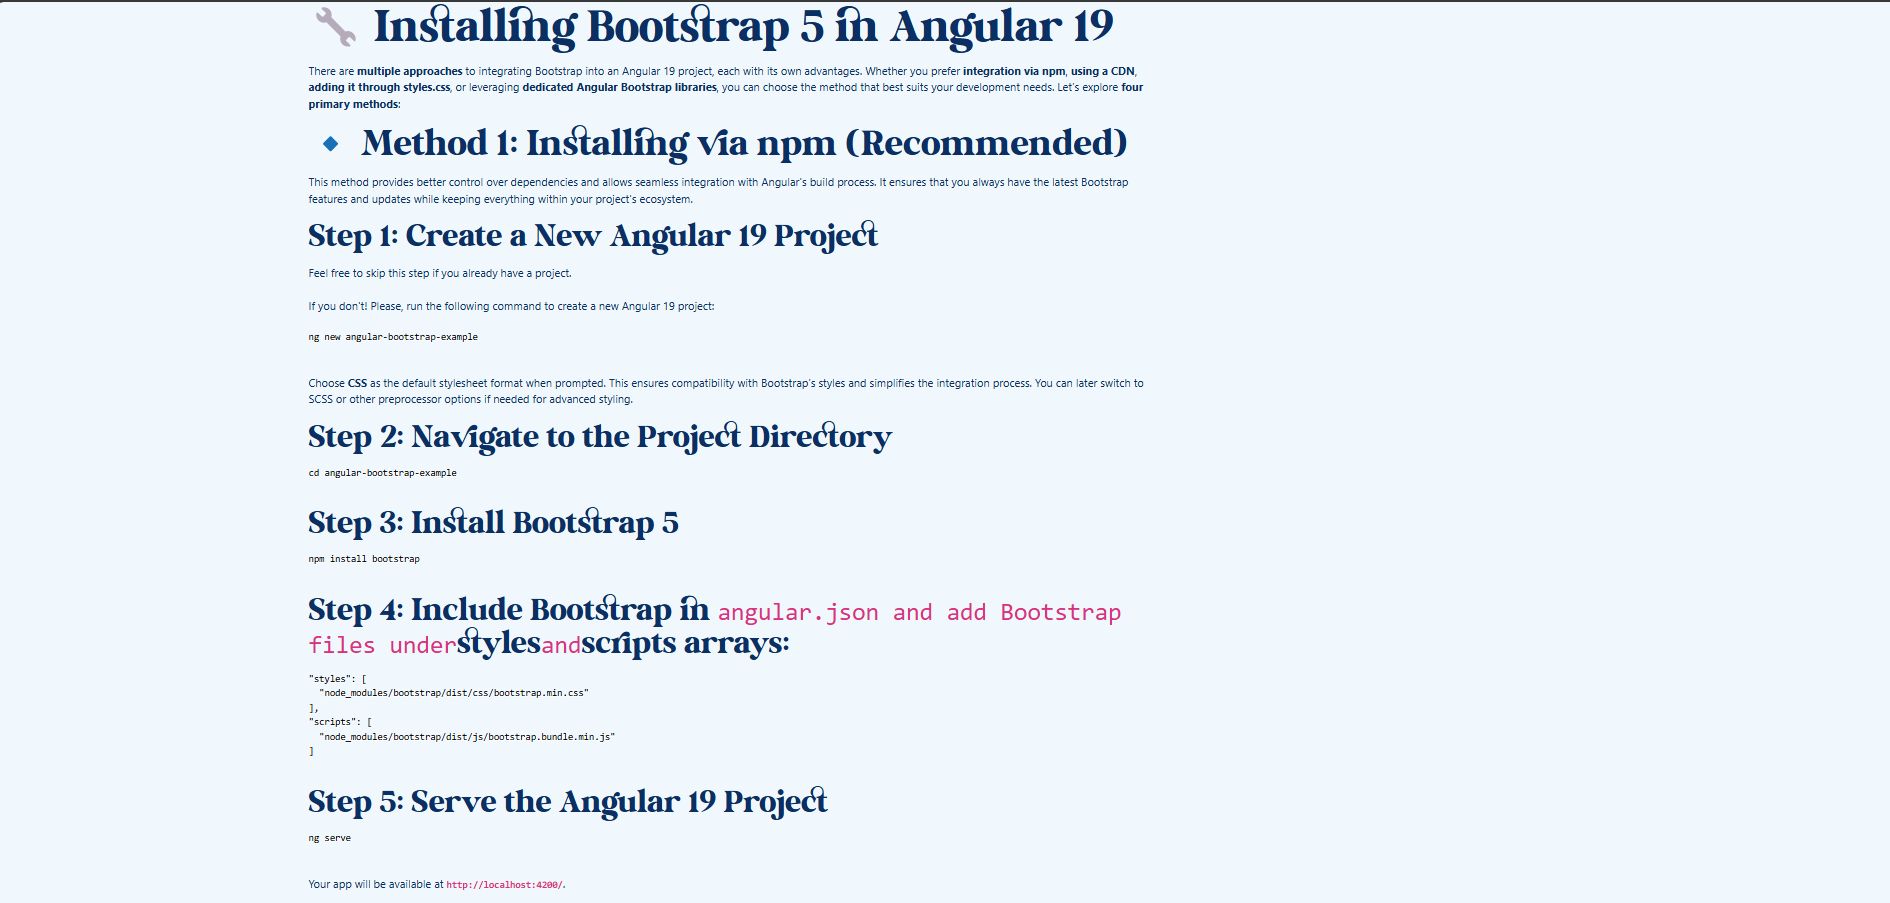 🔧 Installing Bootstrap 5 in Angular 19
There are multiple approaches to integrating Bootstrap into an Angular 19 project, each with its own advantages. Whether you prefer integration via npm, using a CDN,
adding it through styles.css, or leveraging dedicated Angular Bootstrap libraries, you can choose the method that best suits your development needs. Let's explore four
primary methods:
🔹 Method 1: Installing via npm (Recommended)
This method provides better control over dependencies and allows seamless integration with Angular's build process. It ensures that you always have the latest Bootstrap
features and updates while keeping everything within your project's ecosystem.
Step 1: Create a New Angular 19 Project
Feel free to skip this step if you already have a project.
If you don't! Please, run the following command to create a new Angular 19 project:
ng new angular-bootstrap-example
Choose CSS as the default stylesheet format when prompted. This ensures compatibility with Bootstrap's styles and simplifies the integration process. You can later switch to
SCSS or other preprocessor options if needed for advanced styling.
Step 2: Navigate to the Project Directory
cd angular-bootstrap-example
Step 3: Install Bootstrap 5
npm install bootstrap
Step 4: Include Bootstrap in angular.json and add Bootstrap
files understylesandscripts arrays:
"styles": [
  "node_modules/bootstrap/dist/css/bootstrap.min.css"
],
"scripts": [
  "node_modules/bootstrap/dist/js/bootstrap.bundle.min.js"
]
Step 5: Serve the Angular 19 Project
ng serve
Your app will be available at http://localhost:4200/.